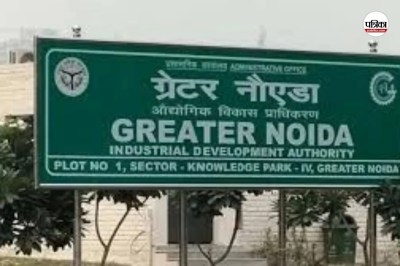 पत्रिका
प्रशासनिक कार्यालय ADMINISTRATIVE OFFICE
ग्रेटर नौएडा
औद्योगिक विकास प्राधिकरण
GREATER NOIDA
INDUSTRIAL DEVELOPMENT AUTHORITY
PLOT NO 1, SECTOR - KNOWLEDGE PARK - IV, GREATER NOIDA